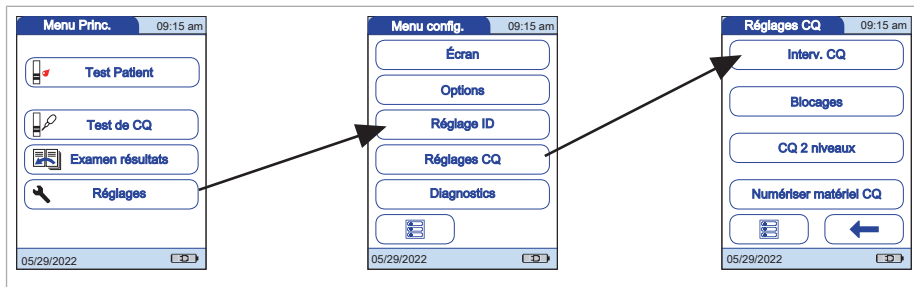 Menu Princ. 09:15 am
Test Patient
Test de CQ
Examen résultats
Réglages
05/29/2022
Menu config. 09:15 am
Écran
Options
Réglage ID
Réglages CQ
Diagnostics
05/29/2022
Réglages CQ 09:15 am
Interv. CQ
Blocages
CQ 2 niveaux
Numériser matériel CQ
05/29/2022